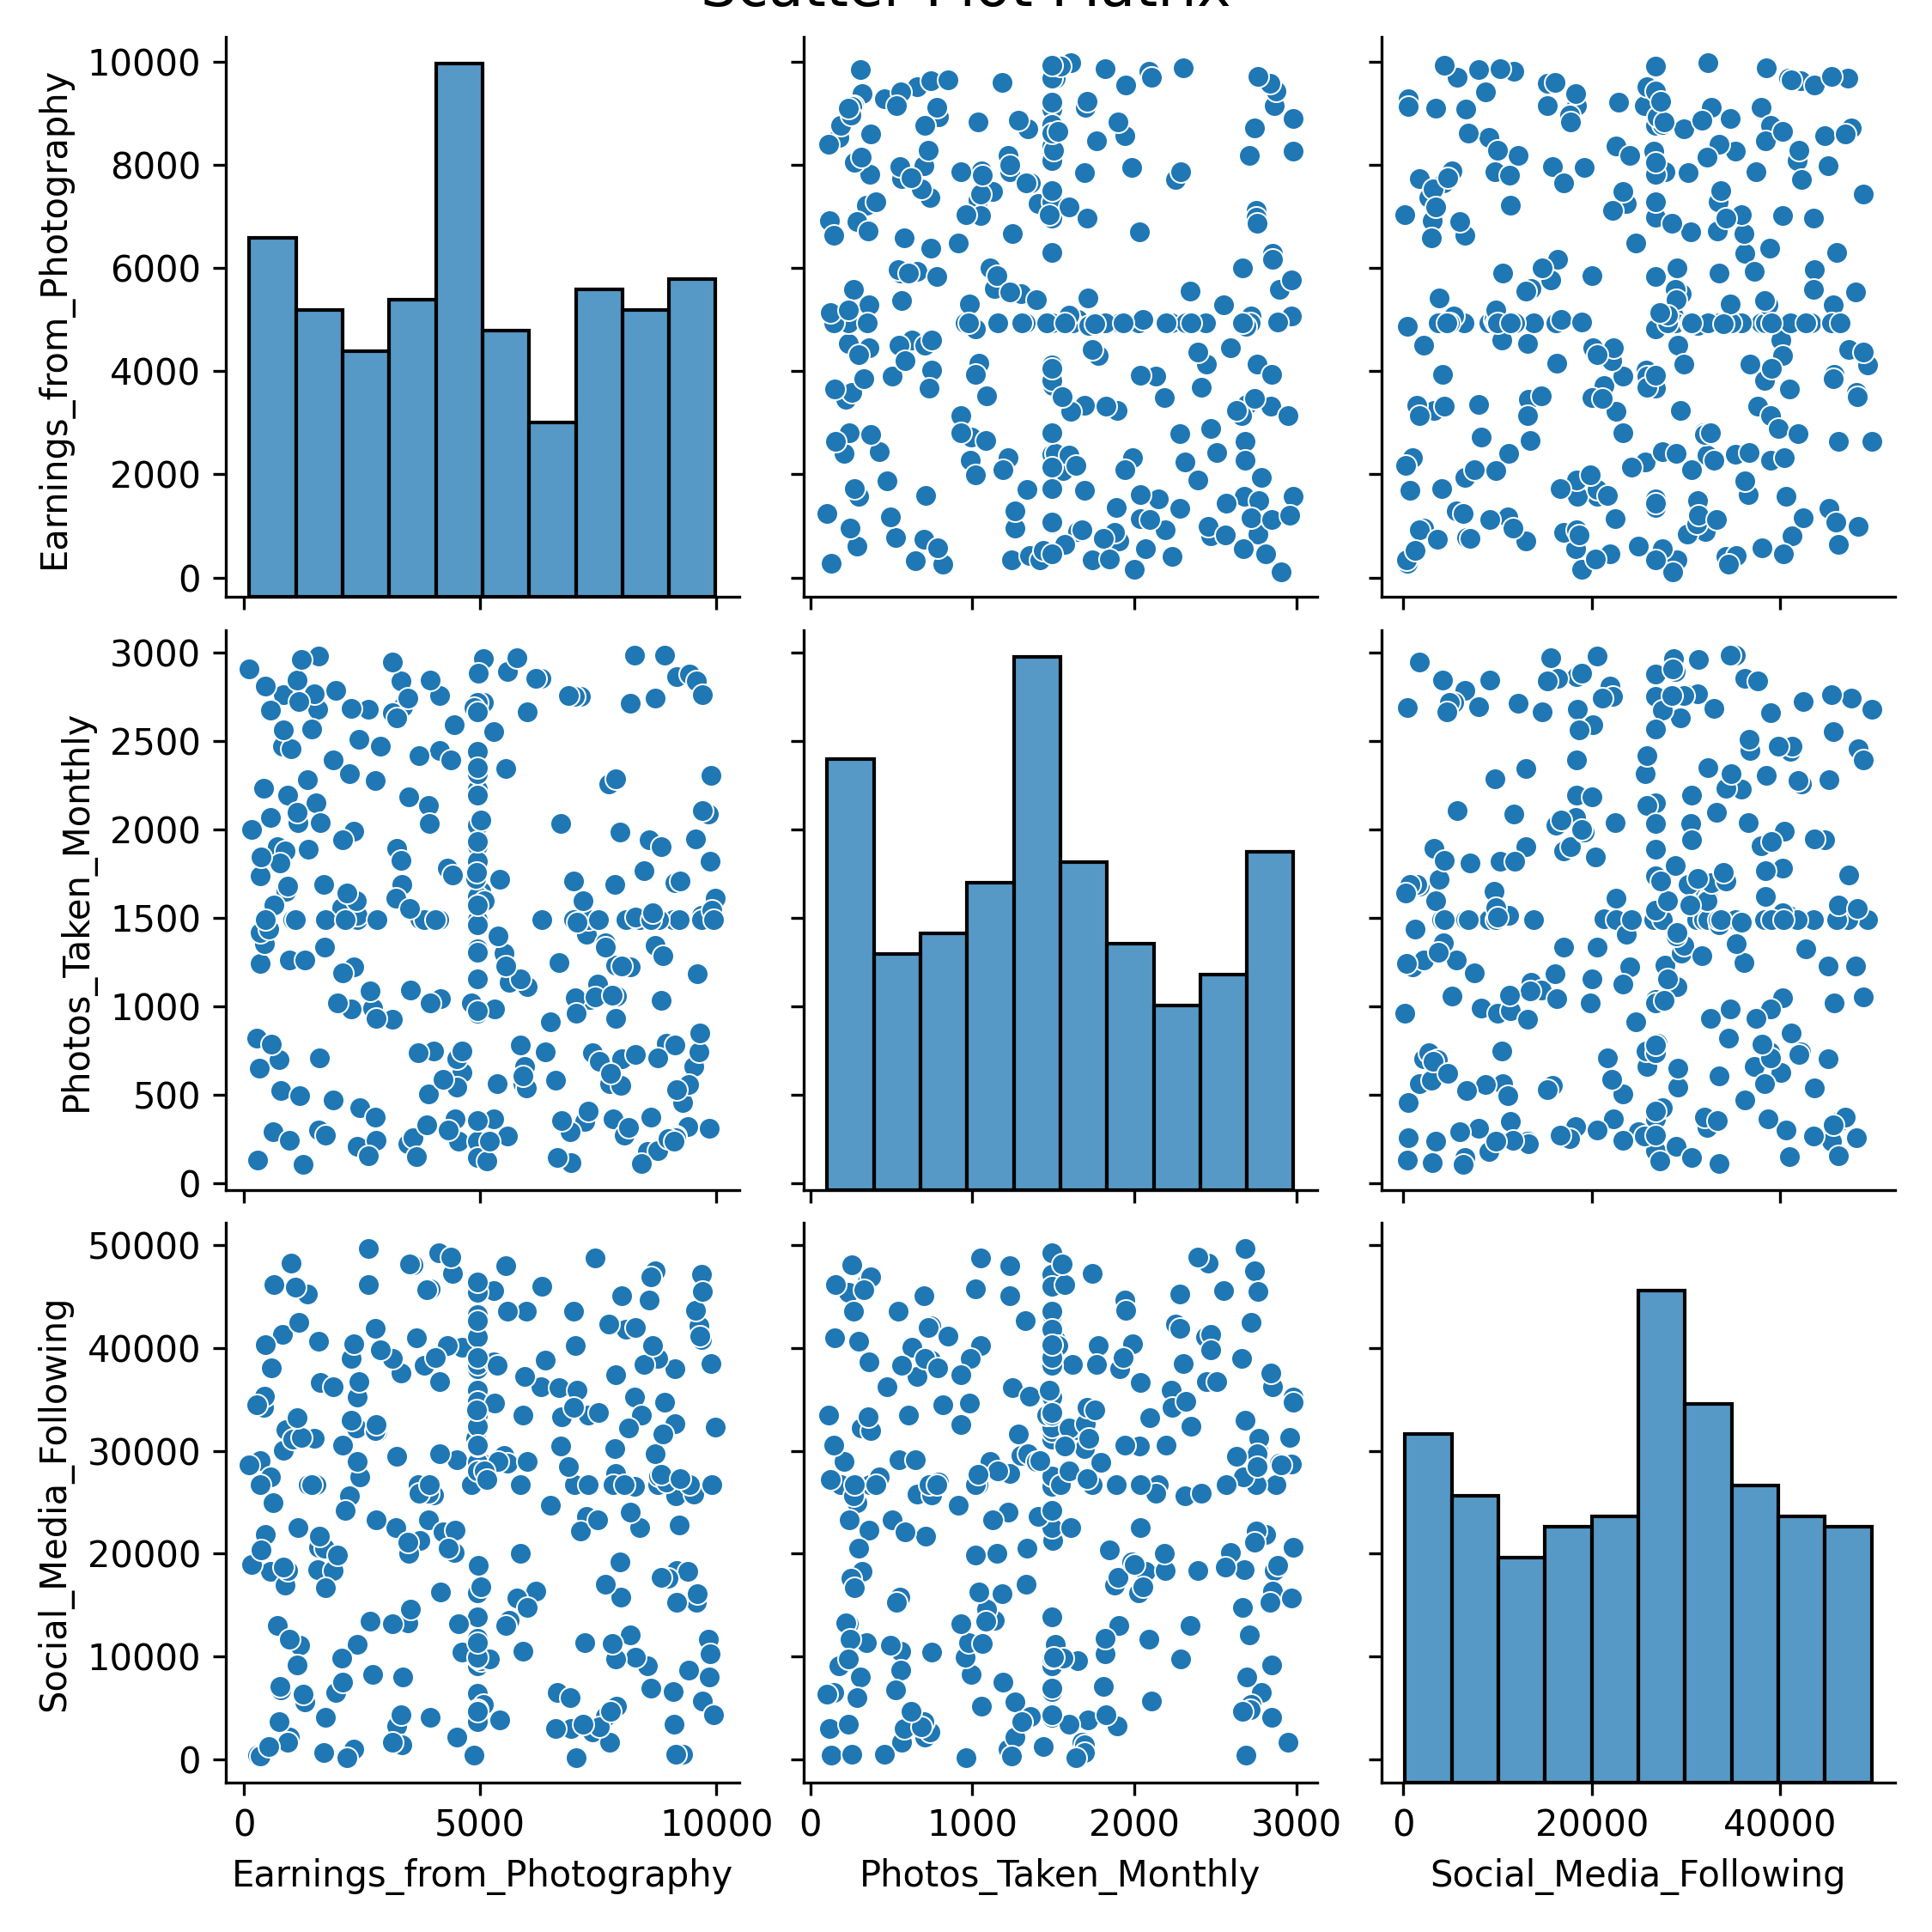 Scatter Plot Matrix
10000
8000
6000
4000
2000
0
Earnings_from_Photography
3000
2500
2000
1500
1000
500
0
Photos_Taken_Monthly
50000
40000
30000
20000
10000
0
Social_Media_Following
0 5000 10000
0 1000 2000 3000
0 20000 40000
Earnings_from_Photography
Photos_Taken_Monthly
Social_Media_Following